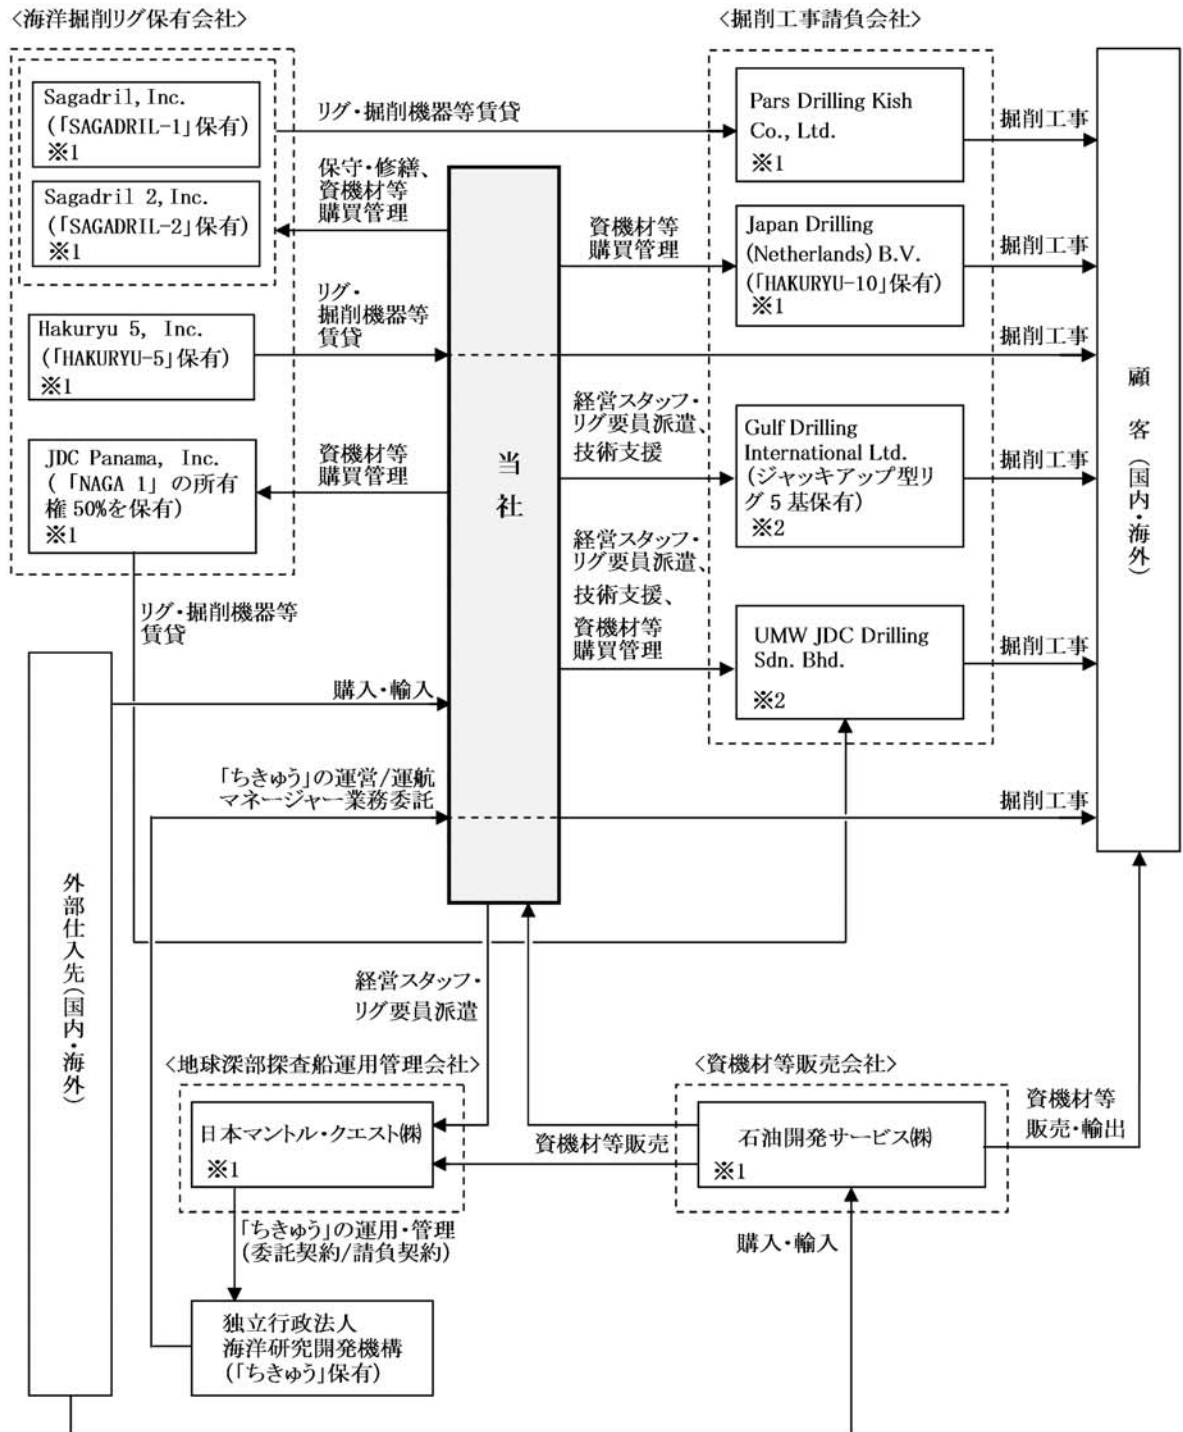 〈海洋掘削リグ保有会社〉
Sagadril, Inc.
(「SAGADRIL-1」保有)
※1
Sagadril 2, Inc.
(「SAGADRIL-2」保有)
※1
Hakuryu 5, Inc.
(「HAKURYU-5」保有)
※1
JDC Panama, Inc.
(「NAGA 1」の所有
権50%を保有)
※1
リグ・掘削機器等賃貸
保守・修繕、
資機材等
購買管理
リグ・
掘削機器等
賃貸
資機材等
購買管理
リグ・掘削機器等
賃貸
当社
〈掘削工事請負会社〉
Pars Drilling Kish
Co., Ltd.
※1
資機材等
購買管理
Japan Drilling
(Netherlands) B.V.
(「HAKURYU-10」保有)
※1
経営スタッフ・
リグ要員派遣、
技術支援
Gulf Drilling
International Ltd.
(ジャッキアップ型リ
グ5基保有)
※2
経営スタッフ・
リグ要員派遣、
技術支援、
資機材等
購買管理
UMW JDC Drilling
Sdn. Bhd.
※2
掘削工事
掘削工事
掘削工事
掘削工事
掘削工事
掘削工事
顧客(国内・海外)
外部仕入先(国内・海外)
購入・輸入
「ちきゅう」の運営/運航
マネージャー業務委託
経営スタッフ・
リグ要員派遣
〈地球深部探査船運用管理会社〉
日本マントル・クエスト㈱
※1
「ちきゅう」の運用・管理
(委託契約/請負契約)
独立行政法人
海洋研究開発機構
(「ちきゅう」保有)
〈資機材等販売会社〉
石油開発サービス㈱
※1
資機材等販売
資機材等
販売・輸出
購入・輸入